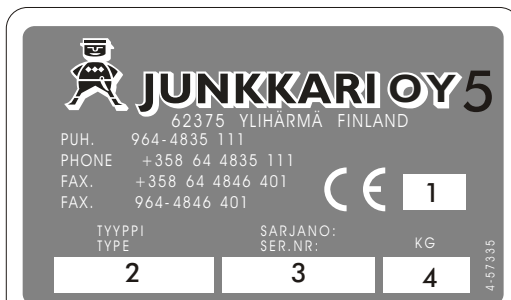 JUNKKARI OY 5
62375 YLIHÄRMÄ FINLAND
PUH. 964-4835 111
PHONE +358 64 4835 111
FAX. +358 64 4846 401
FAX. 964-4846 401
CE 1
TYYPPI SARJANO:
TYPE SER.NR: KG
2 3 4
4-57335